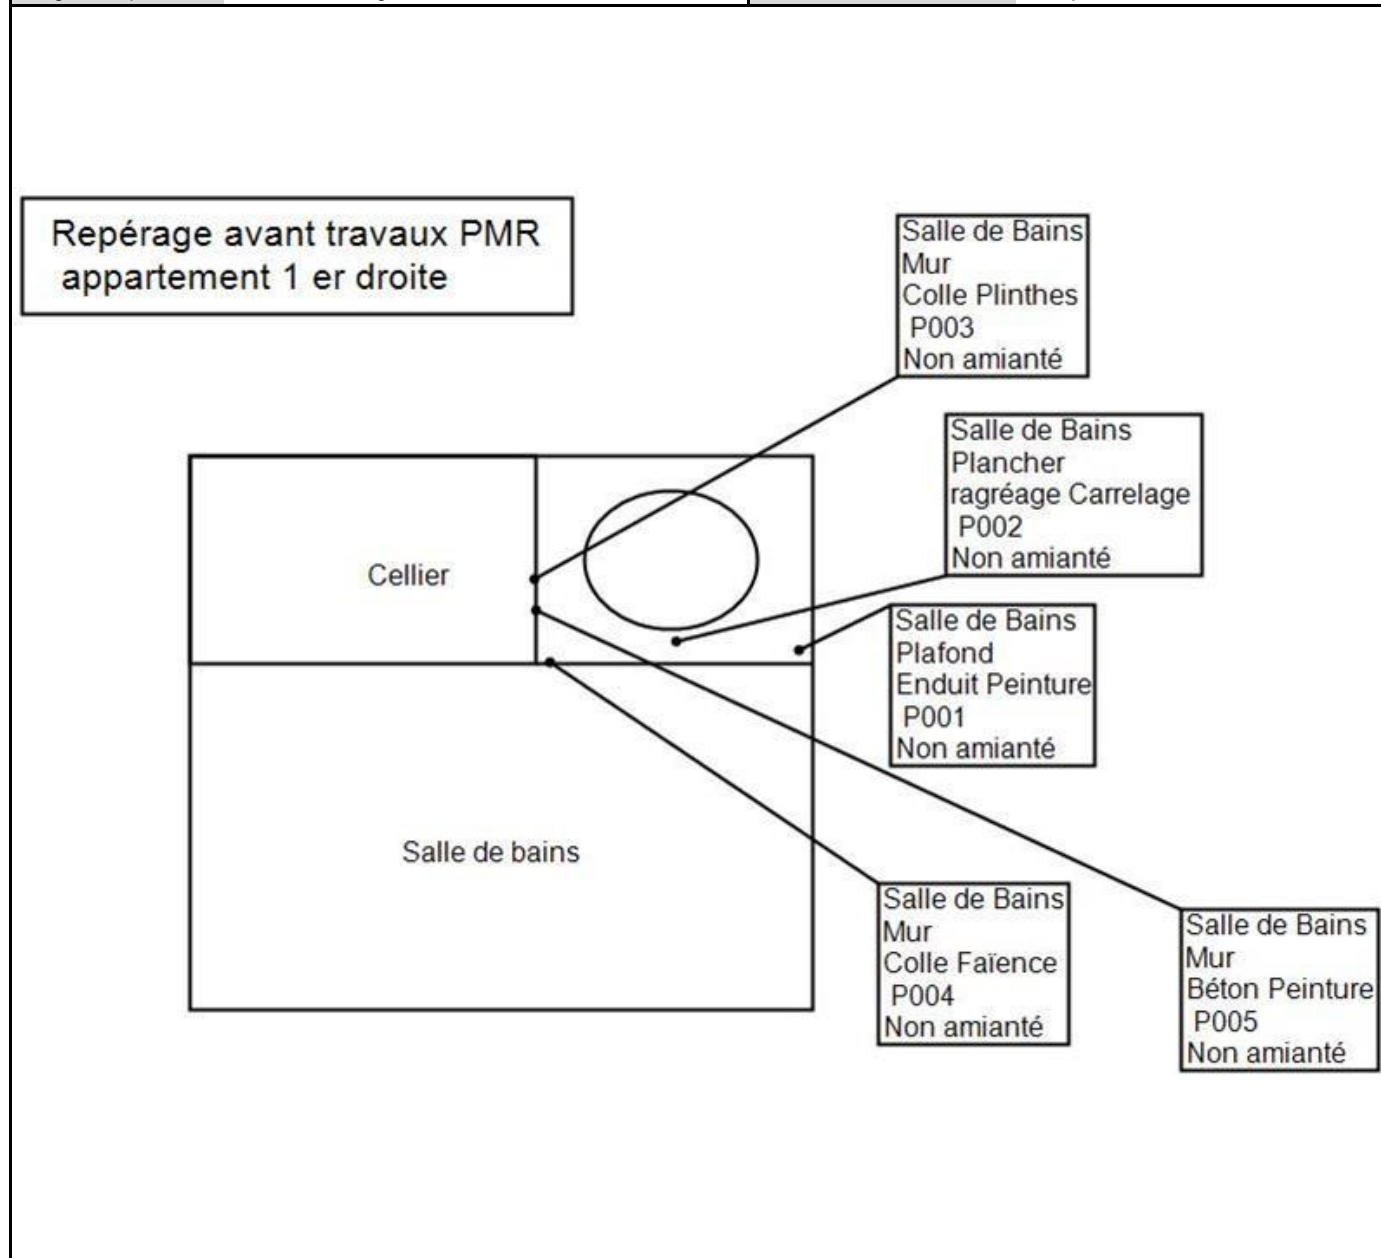 Repérage avant travaux PMR
appartement 1 er droite
Salle de Bains
Mur
Colle Plinthes
P003
Non amianté
Salle de Bains
Plancher
ragréage Carrelage
P002
Non amianté
Cellier
Salle de Bains
Plafond
Enduit Peinture
P001
Non amianté
Salle de bains
Salle de Bains
Mur
Colle Faïence
P004
Non amianté
Salle de Bains
Mur
Béton Peinture
P005
Non amianté